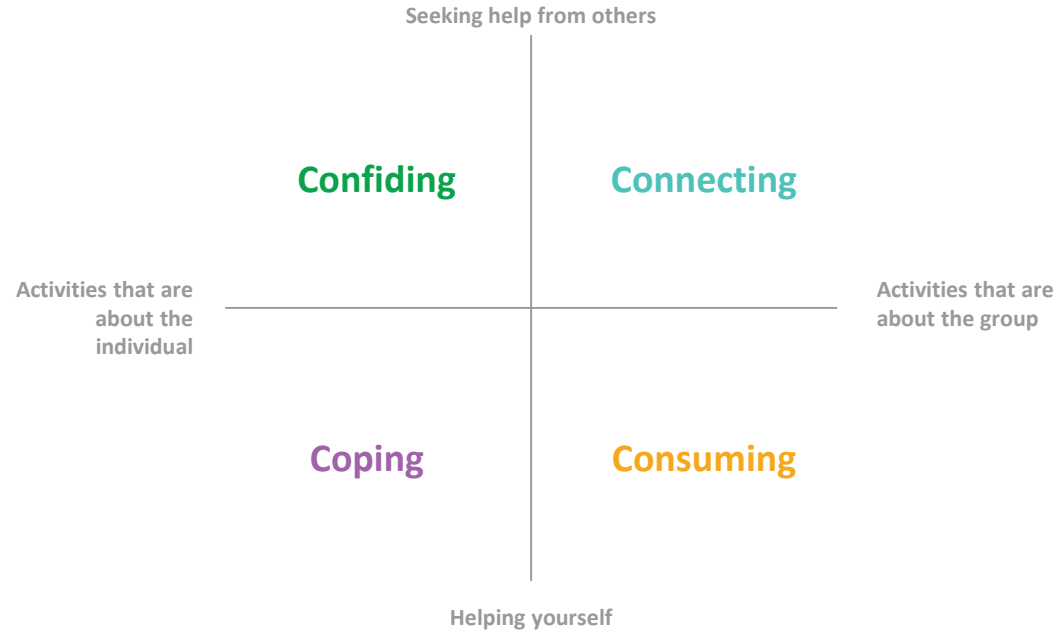 Seeking help from others
Confiding
Connecting
Activities that are
about the
individual
Activities that are
about the group
Coping
Consuming
Helping yourself